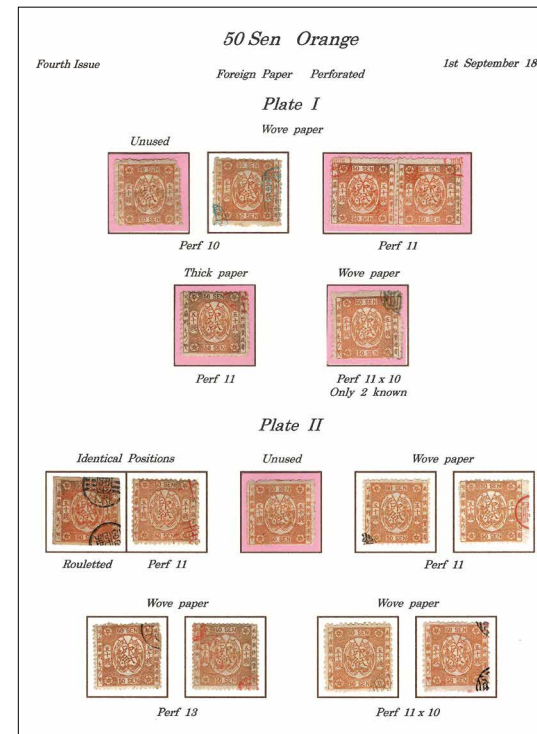 50 Sen Orange
Fourth Issue
Foreign Paper Perforated
1st September 18
Plate I
Wove paper
Unused
Perf 10
Perf 11
Thick paper
Wove paper
Perf 11
Perf 11 x 10
Only 2 known
Plate II
Identical Positions
Unused
Wove paper
Rouletted
Perf 11
Perf 11
Wove paper
Wove paper
Perf 13
Perf 11 x 10